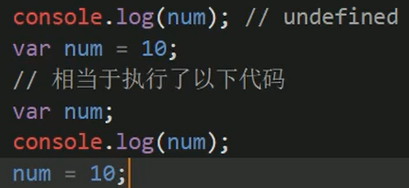 console.log(num); // undefined
var num = 10;
// 相当于执行了以下代码
var num;
console.log(num);
num = 10;